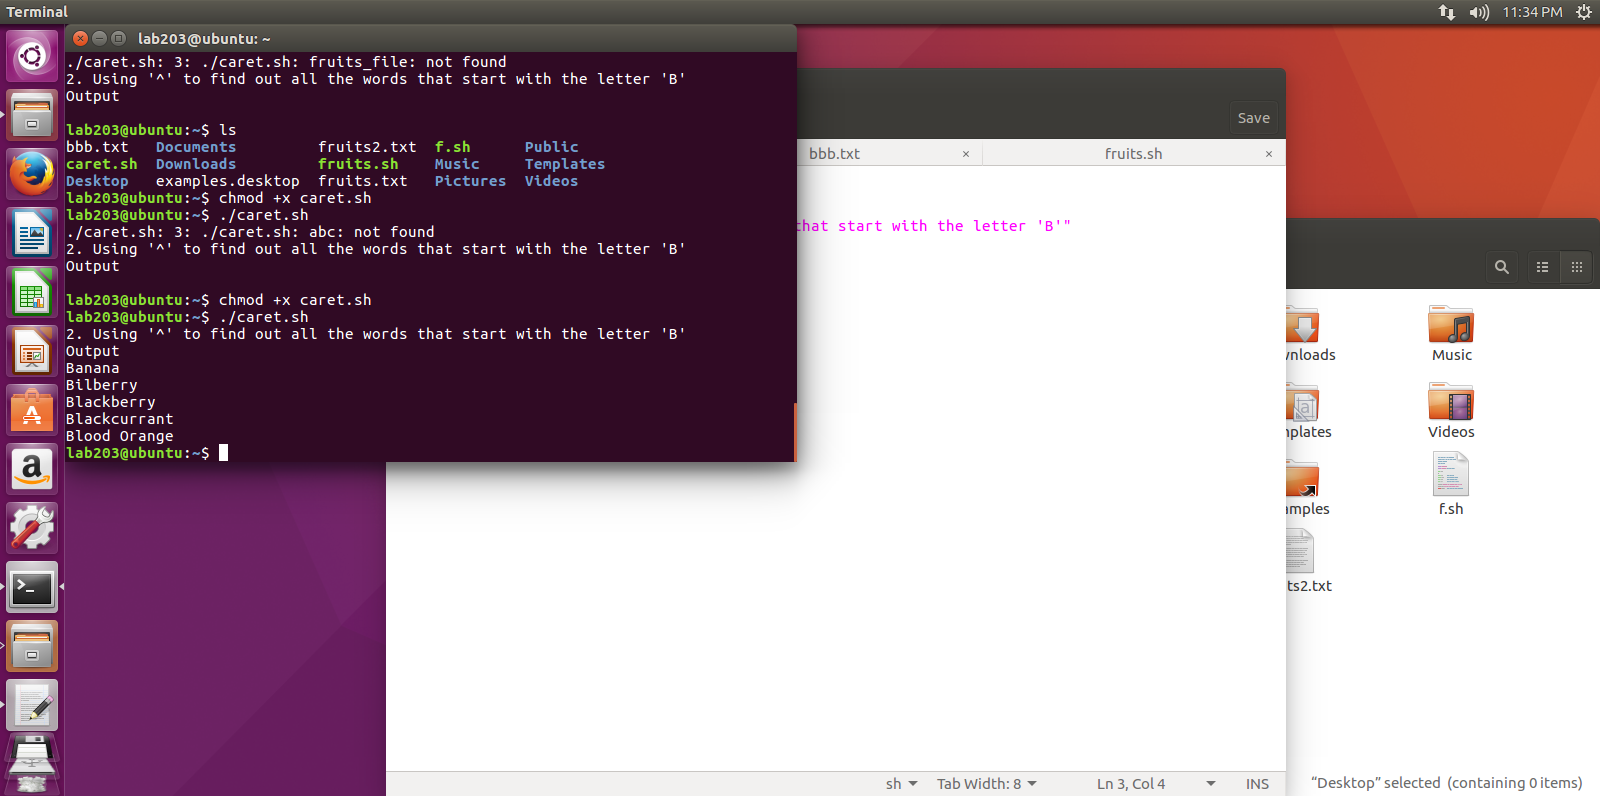 Terminal
11:34 PM
lab203@ubuntu: ~
./caret.sh: 3: ./caret.sh: fruits_file: not found
2. Using '^' to find out all the words that start with the letter 'B'
Output
lab203@ubuntu:~$ ls
bbb.txt Documents fruits2.txt f.sh Public
caret.sh Downloads fruits.sh Music Templates
Desktop examples.desktop fruits.txt Pictures Videos
lab203@ubuntu:~$ chmod +x caret.sh
lab203@ubuntu:~$ ./caret.sh
./caret.sh: 3: ./caret.sh: abc: not found
2. Using '^' to find out all the words that start with the letter 'B'
Output
lab203@ubuntu:~$ chmod +x caret.sh
lab203@ubuntu:~$ ./caret.sh
2. Using '^' to find out all the words that start with the letter 'B'
Output
Banana
Bilberry
Blackberry
Blackcurrant
Blood Orange
lab203@ubuntu:~$
Save
bbb.txt × fruits.sh ×
that start with the letter 'B'"
sh Tab Width: 8 Ln 3, Col 4 INS
nloads Music
plates Videos
mples f.sh
ts2.txt
“Desktop” selected (containing 0 items)